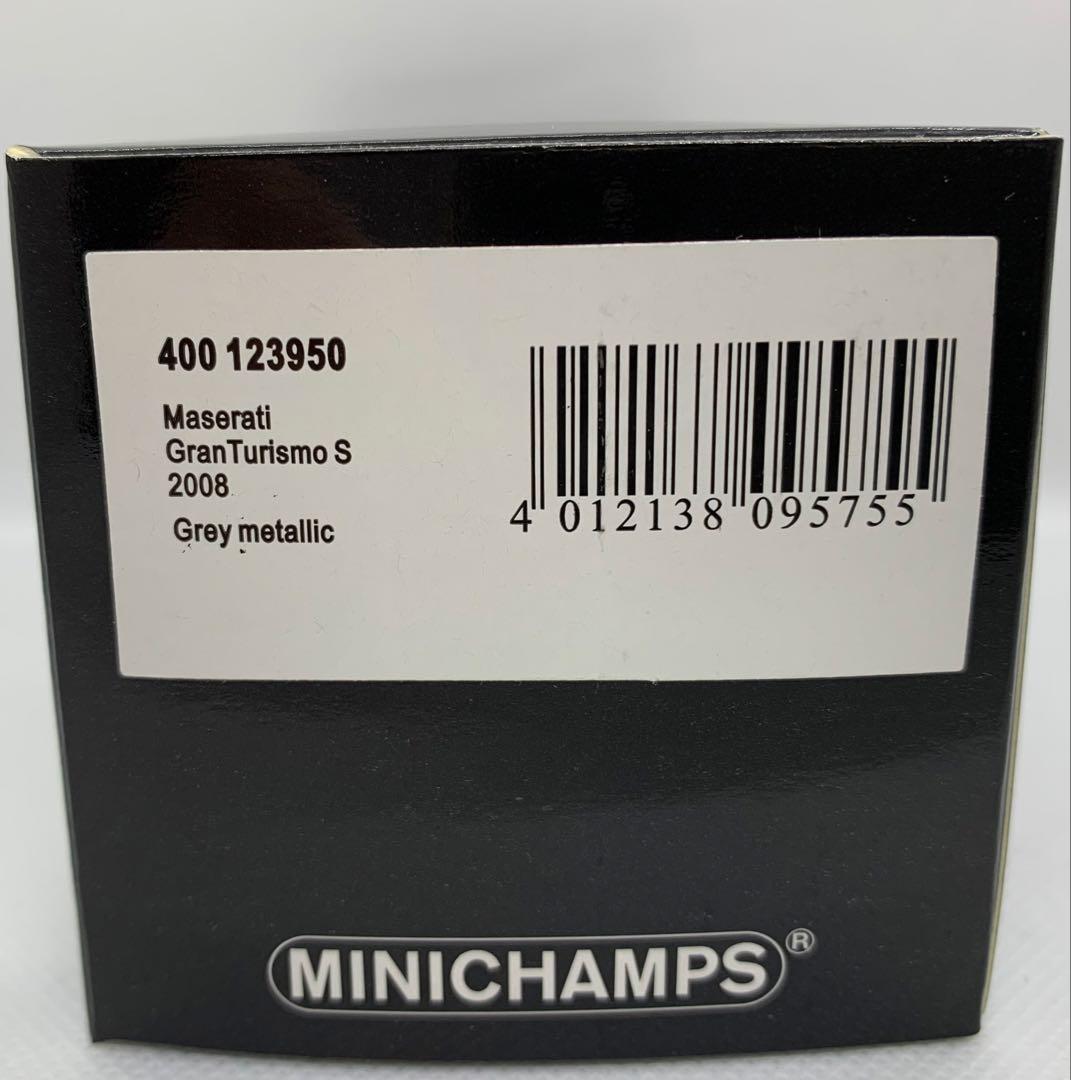 400 123950
Maserati
GranTurismo S
2008
Grey metallic
4 012138 095755
MINICHAMPS®